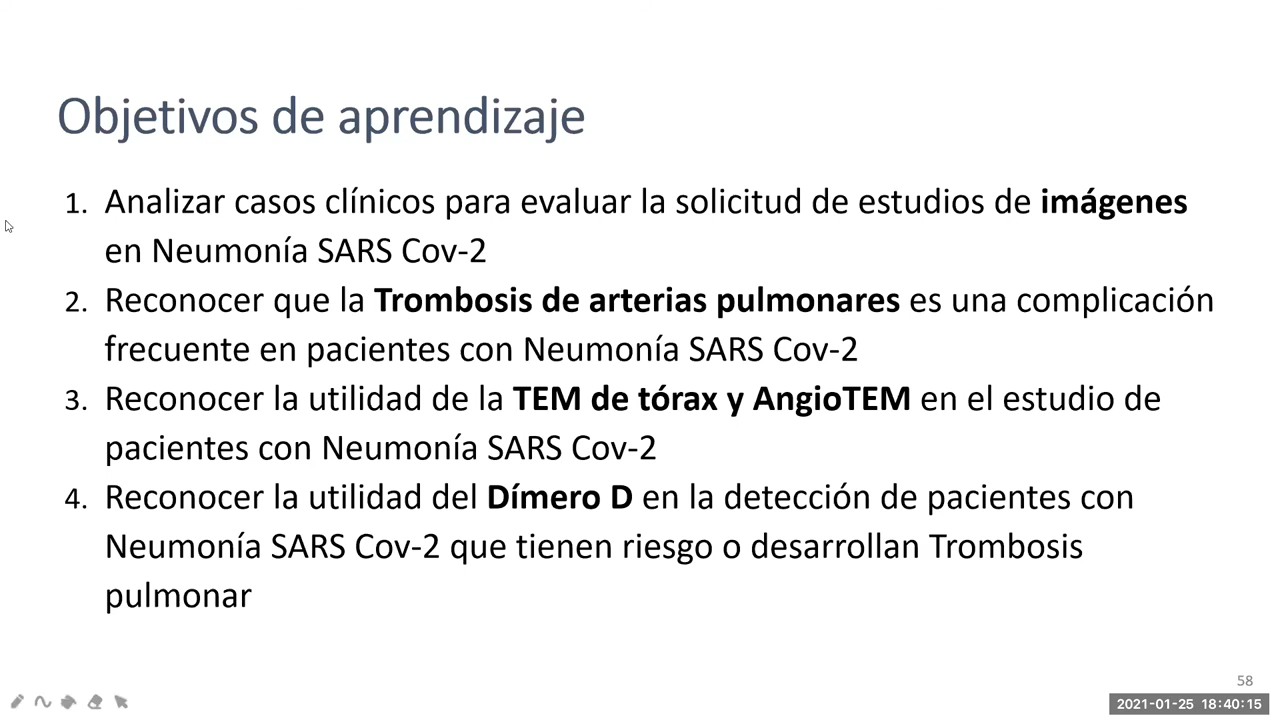 Objetivos de aprendizaje
1. Analizar casos clínicos para evaluar la solicitud de estudios de imágenes
en Neumonía SARS Cov-2
2. Reconocer que la Trombosis de arterias pulmonares es una complicación
frecuente en pacientes con Neumonía SARS Cov-2
3. Reconocer la utilidad de la TEM de tórax y AngioTEM en el estudio de
pacientes con Neumonía SARS Cov-2
4. Reconocer la utilidad del Dímero D en la detección de pacientes con
Neumonía SARS Cov-2 que tienen riesgo o desarrollan Trombosis
pulmonar
58
2021-01-25 18:40:15